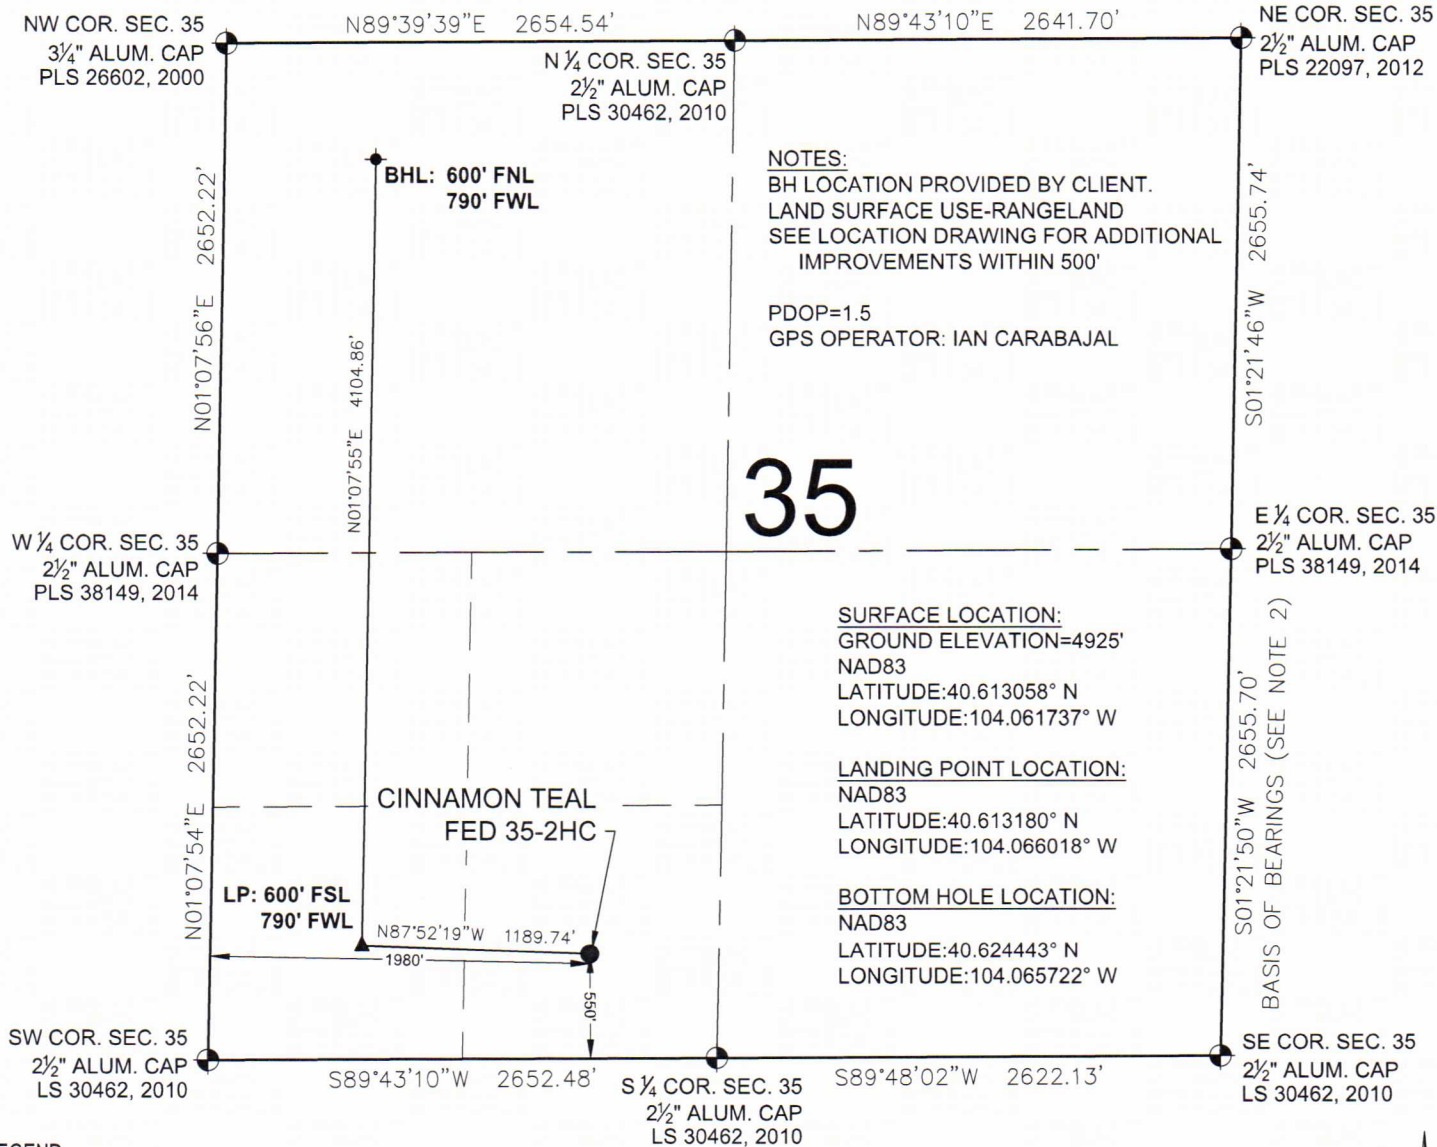 N89°39'39"E 2654.54'
N89°43'10"E 2641.70'
NW COR. SEC. 35
3¼" ALUM. CAP
PLS 26602, 2000
N ¼ COR. SEC. 35
2½" ALUM. CAP
PLS 30462, 2010
NE COR. SEC. 35
2½" ALUM. CAP
PLS 22097, 2012
BHL: 600' FNL
790' FWL
NOTES:
BH LOCATION PROVIDED BY CLIENT.
LAND SURFACE USE-RANGELAND
SEE LOCATION DRAWING FOR ADDITIONAL
IMPROVEMENTS WITHIN 500'
PDOP=1.5
GPS OPERATOR: IAN CARABAJAL
N01°07'56"E 2652.22'
N01°07'55"E 4104.86'
S01°21'46"W 2655.74'
35
W ¼ COR. SEC. 35
2½" ALUM. CAP
PLS 38149, 2014
E ¼ COR. SEC. 35
2½" ALUM. CAP
PLS 38149, 2014
SURFACE LOCATION:
GROUND ELEVATION=4925'
NAD83
LATITUDE:40.613058° N
LONGITUDE:104.061737° W
LANDING POINT LOCATION:
NAD83
LATITUDE:40.613180° N
LONGITUDE:104.066018° W
BOTTOM HOLE LOCATION:
NAD83
LATITUDE:40.624443° N
LONGITUDE:104.065722° W
N01°07'54"E 2652.22'
CINNAMON TEAL
FED 35-2HC
LP: 600' FSL
790' FWL
N87°52'19"W 1189.74'
1980'
550'
S01°21'50"W 2655.70'
BASIS OF BEARINGS (SEE NOTE 2)
SW COR. SEC. 35
2½" ALUM. CAP
LS 30462, 2010
S89°43'10"W 2652.48'
S ¼ COR. SEC. 35
2½" ALUM. CAP
LS 30462, 2010
S89°48'02"W 2622.13'
SE COR. SEC. 35
2½" ALUM. CAP
LS 30462, 2010